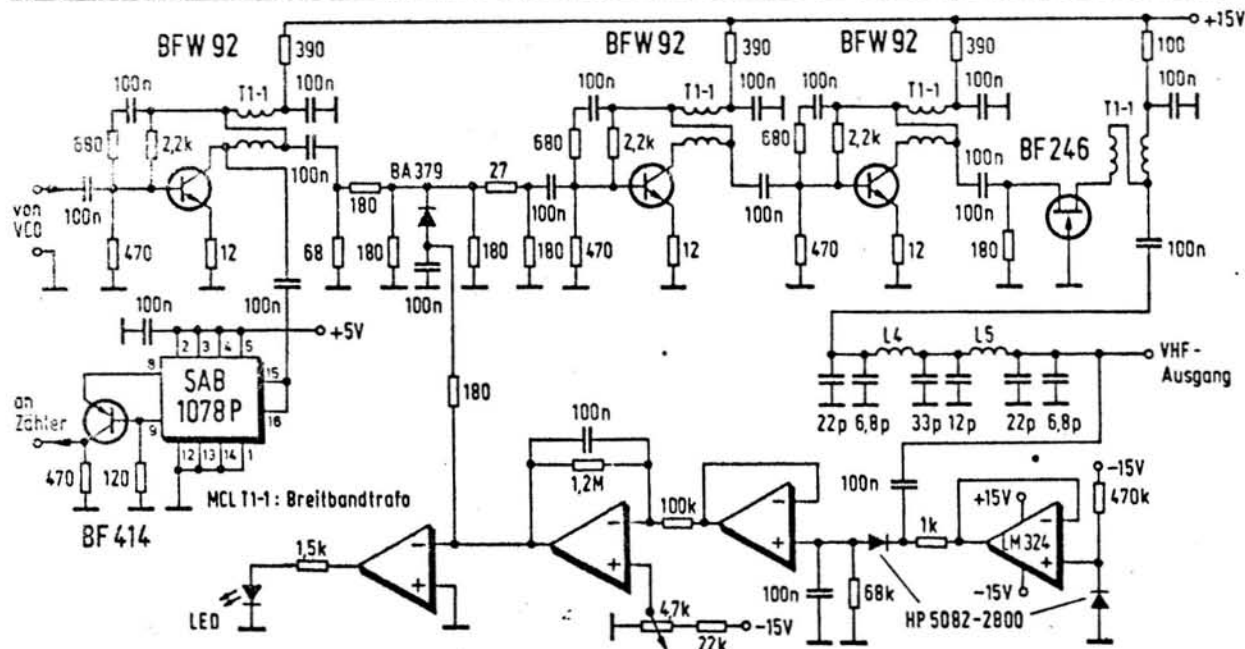 +15V
BFW 92
390
BFW 92
390
BFW 92
390
100
100n
100n
100n
100n
100n
100n
100n
T1-1
T1-1
T1-1
T1-1
680
2,2k
100n
680
2,2k
680
2,2k
100n
BF 246
von
VCO
100n
BA 379
27
180
100n
100n
180
100n
470
12
68
180
180
180
470
12
470
12
100n
100n
100n
+5V
2
3
4
5
8
SAB
1078 P
15
16
9
an
Zähler
12
13
14
1
470
120
BF 414
MCL T1-1 : Breitbandtrafo
180
L4
L5
VHF-
Ausgang
22p
6,8p
33p
12p
22p
6,8p
100n
1,2M
100k
100n
-15V
470k
+15V
LM 324
-15V
1k
1,5k
LED
−
+
−
+
−
+
−
+
100n
68k
HP 5082-2800
4,7k
22k
-15V